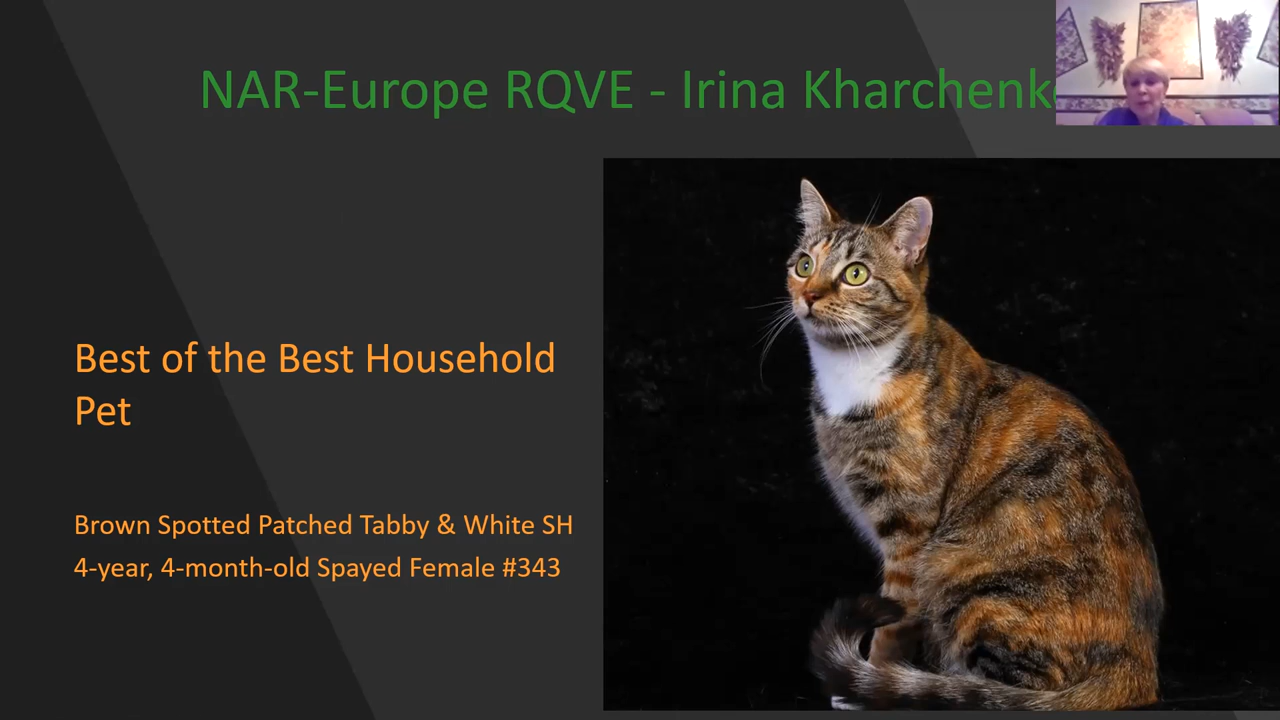 NAR-Europe RQVE - Irina Kharchenko
Best of the Best Household
Pet
Brown Spotted Patched Tabby & White SH
4-year, 4-month-old Spayed Female #343